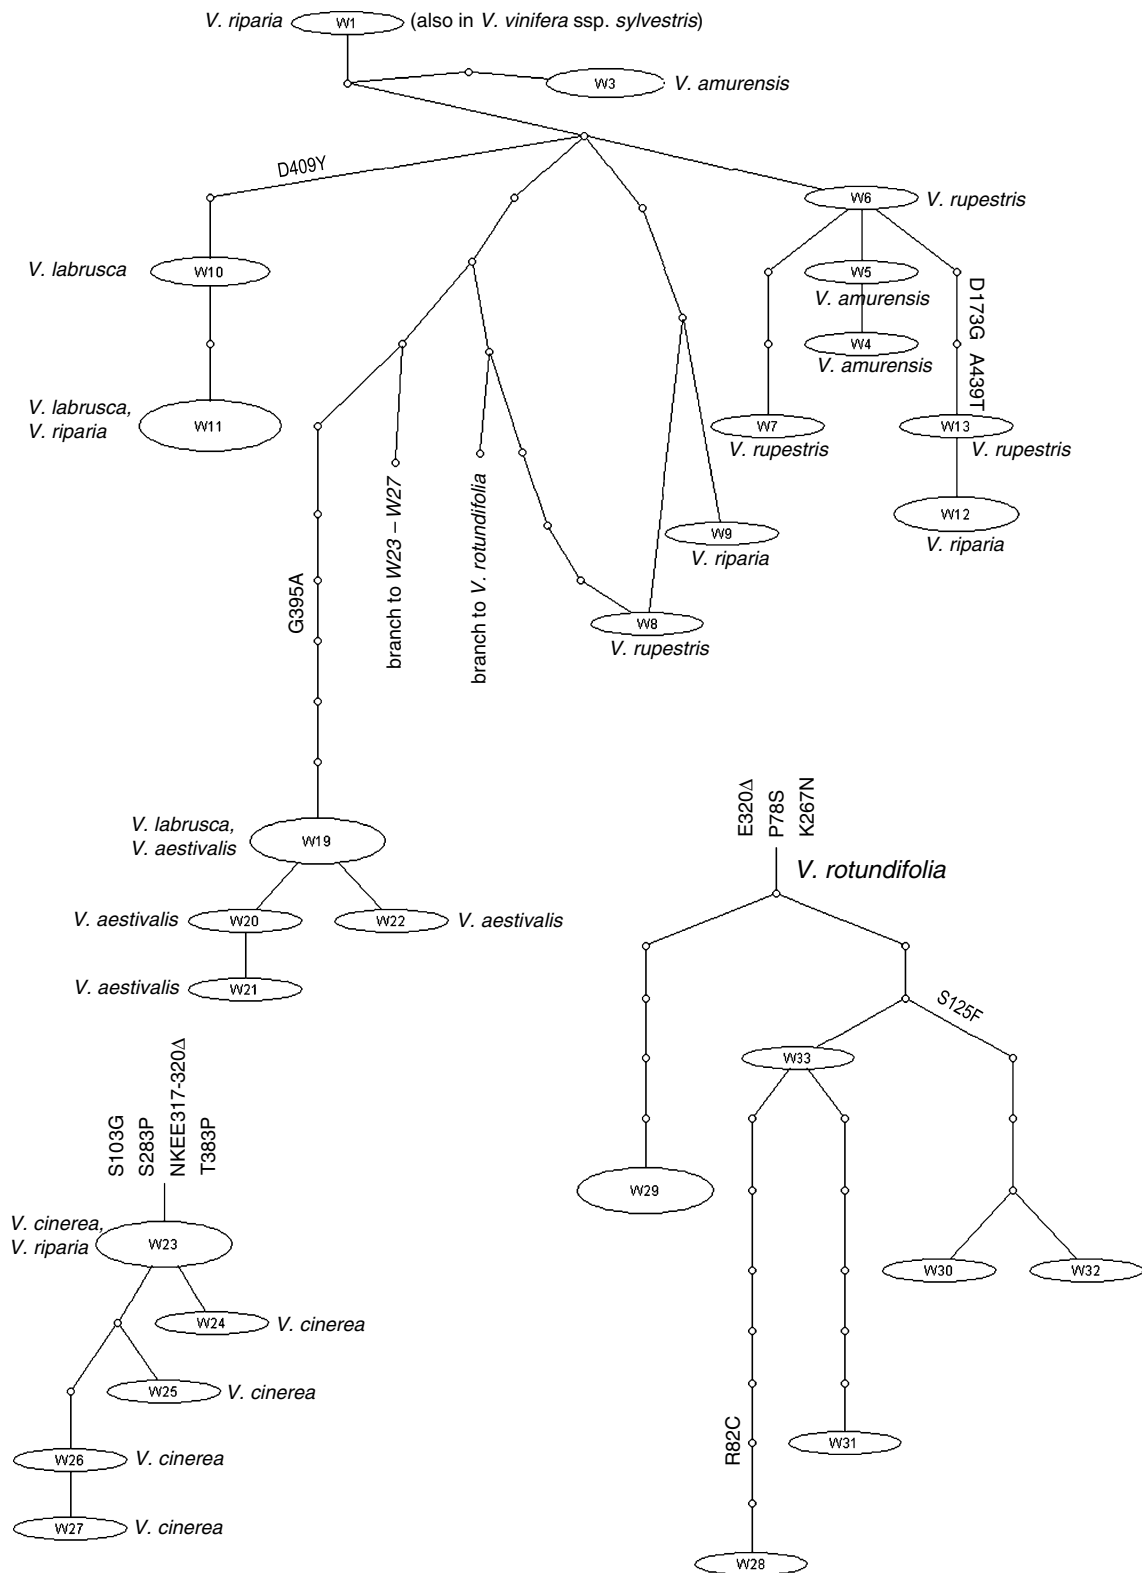 V. riparia W1 (also in V. vinifera ssp. sylvestris)
W3 V. amurensis
D409Y
W6 V. rupestris
V. labrusca W10
W5
V. amurensis
W4
V. amurensis
D173G A439T
V. labrusca,
V. riparia
W11
W7
V. rupestris
W13
V. rupestris
W12
V. riparia
W9
V. riparia
W8
V. rupestris
branch to W23 – W27
branch to V. rotundifolia
G395A
V. labrusca,
V. aestivalis
W19
V. aestivalis W20
W22 V. aestivalis
V. aestivalis W21
E320Δ
P78S
K267N
V. rotundifolia
S125F
W33
W29
W30
W32
W31
R82C
W28
S103G
S283P
NKEE317-320Δ
T383P
V. cinerea,
V. riparia
W23
W24 V. cinerea
W25 V. cinerea
W26 V. cinerea
W27 V. cinerea